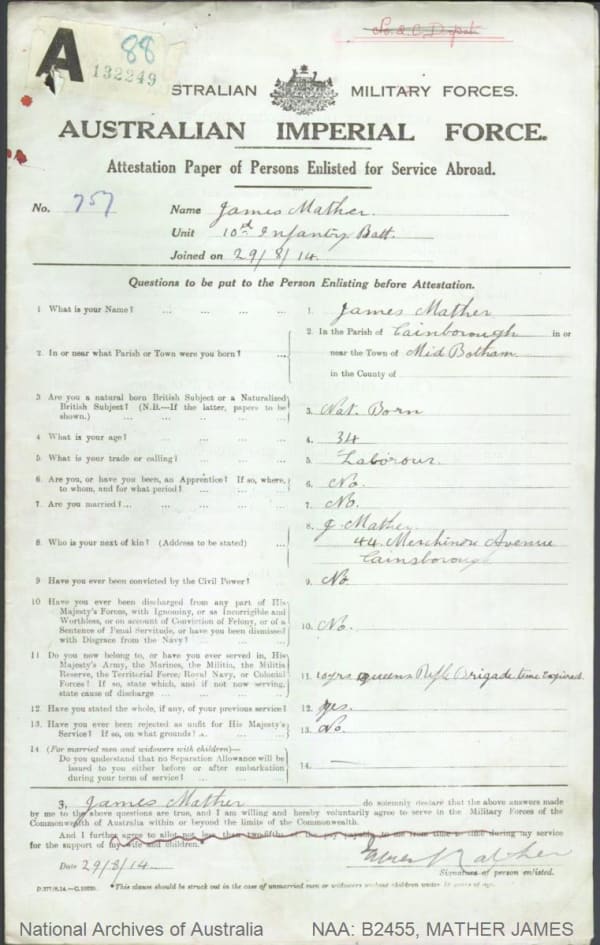 A
88
132249
AUSTRALIAN MILITARY FORCES.
AUSTRALIAN IMPERIAL FORCE.
Attestation Paper of Persons Enlisted for Service Abroad.
No. 757 Name James Mather.
Unit 10th Infantry Batt.
Joined on 29/8/14.
Questions to be put to the Person Enlisting before Attestation.
1 What is your Name? ... ... ... ... 1. James Mather
2. In or near what Parish or Town were you born? ... 2. In the Parish of Cainborough in or
near the Town of Mid Botham
in the County of
3 Are you a natural born British Subject or a Naturalized
British Subject? (N.B.—If the latter, papers to be
shown.) ... ... ... ... 3. Nat. Born
4 What is your age? ... ... ... 4. 34
5. What is your trade or calling? ... ... ... 5. Labourer.
6. Are you, or have you been, an Apprentice? If so, where,
to whom, and for what period? ... ... ... 6. No.
7. Are you married?... ... ... ... 7. No.
8. Who is your next of kin? (Address to be stated) ... 8. J. Mather
44 Avenue
Cainsborough
9 Have you ever been convicted by the Civil Power? 9. No
10 Have you ever been discharged from any part of His
Majesty's Forces, with Ignominy, or as Incorrigible and
Worthless, or on account of Conviction of Felony, or of a
Sentence of Penal Servitude, or have you been dismissed
with Disgrace from the Navy? ... ... 10. No.
11 Do you now belong to, or have you ever served in, His
Majesty's Army, the Marines, the Militia, the Militia
Reserve, the Territorial Force; Royal Navy, or Colonial
Forces? If so, state which, and if not now serving,
state cause of discharge ... ... ... 11. 10yrs Queens Rifle Brigade time Expired.
12. Have you stated the whole, if any, of your previous service? 12. Yes.
13. Have you ever been rejected as unfit for His Majesty's
Service? If so, on what grounds? ... ... 13. No.
14 (For married men and widowers with children)—
Do you understand that no Separation Allowance will be
issued to you either before or after embarkation
during your term of service? ... ... 14. —
3, James Mather do solemnly declare that the above answers made
by me to the above questions are true, and I am willing and hereby voluntarily agree to serve in the Military Forces of the
Commonwealth of Australia within or beyond the limits of the Commonwealth.
And I further agree to allot not less than two-fifths of the pay payable to me from time to time during my service
for the support of my wife and children.
Date 29/8/14 James Mather
Signature of person enlisted.
*This clause should be struck out in the case of unmarried men or widowers without children under 18 years of age.
National Archives of Australia NAA: B2455, MATHER JAMES